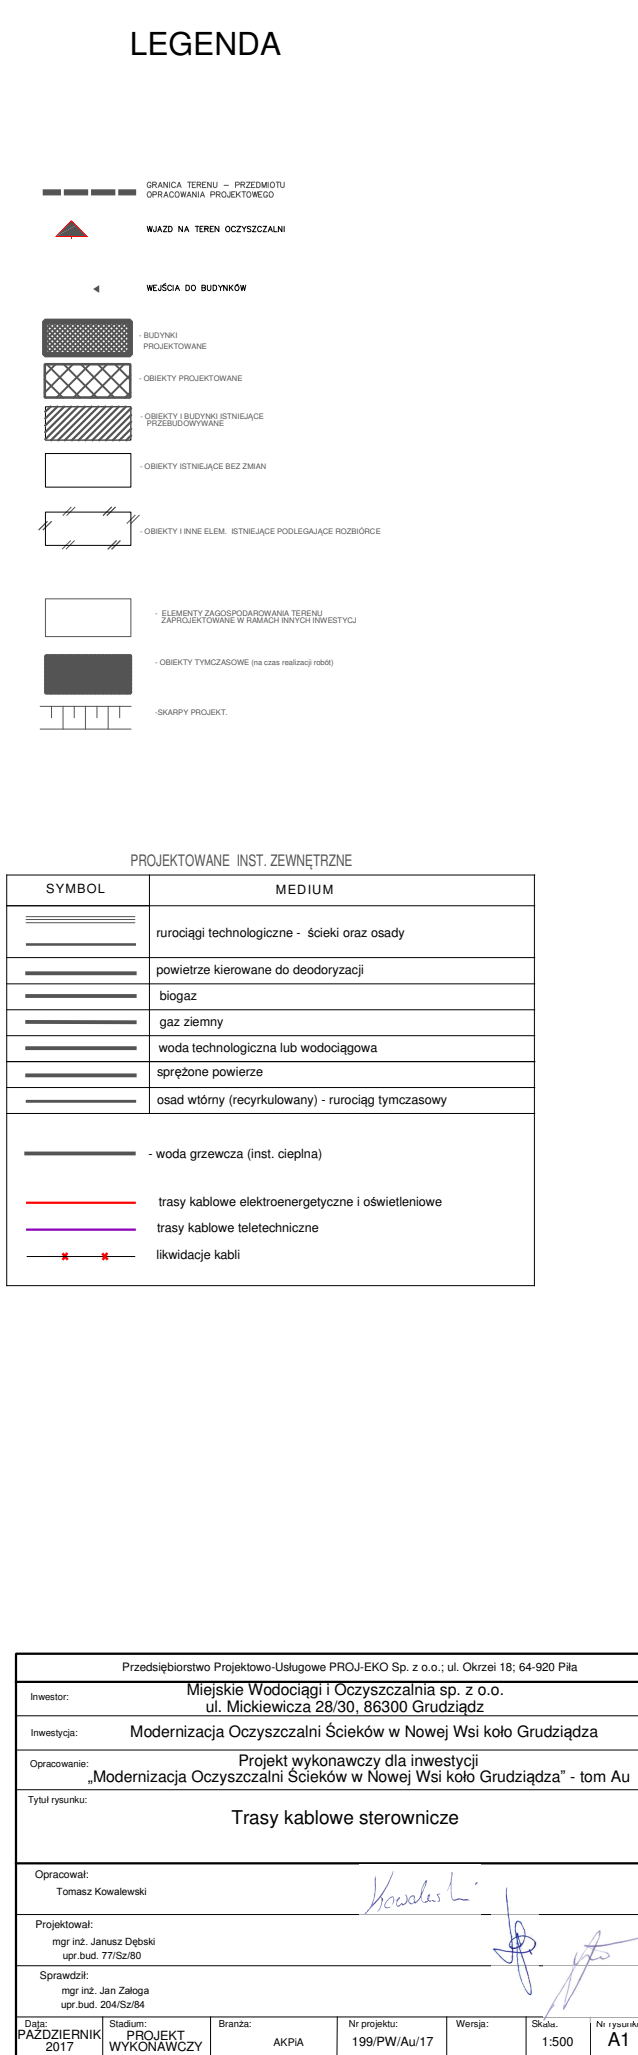 LEGENDA
GRANICA TERENU – PRZEDMIOTU
OPRACOWANIA PROJEKTOWEGO
WJAZD NA TEREN OCZYSZCZALNI
WEJŚCIA DO BUDYNKÓW
- BUDYNKI
PROJEKTOWANE
- OBIEKTY PROJEKTOWANE
- OBIEKTY I BUDYNKI ISTNIEJĄCE
PRZEBUDOWYWANE
- OBIEKTY ISTNIEJĄCE BEZ ZMIAN
- OBIEKTY I INNE ELEM. ISTNIEJĄCE PODLEGAJĄCE ROZBIÓRCE
- ELEMENTY ZAGOSPODAROWANIA TERENU
ZAPROJEKTOWANE W RAMACH INNYCH INWESTYCJ
- OBIEKTY TYMCZASOWE (na czas realizacji robót)
-SKARPY PROJEKT.
PROJEKTOWANE INST. ZEWNĘTRZNE
SYMBOL MEDIUM
rurociągi technologiczne - ścieki oraz osady
powietrze kierowane do deodoryzacji
biogaz
gaz ziemny
woda technologiczna lub wodociągowa
sprężone powierze
osad wtórny (recyrkulowany) - rurociąg tymczasowy
- woda grzewcza (inst. cieplna)
trasy kablowe elektroenergetyczne i oświetleniowe
trasy kablowe teletechniczne
likwidacje kabli
Przedsiębiorstwo Projektowo-Usługowe PROJ-EKO Sp. z o.o.; ul. Okrzei 18; 64-920 Piła
Inwestor: Miejskie Wodociągi i Oczyszczalnia sp. z o.o.
ul. Mickiewicza 28/30, 86300 Grudziądz
Inwestycja: Modernizacja Oczyszczalni Ścieków w Nowej Wsi koło Grudziądza
Opracowanie: Projekt wykonawczy dla inwestycji
„Modernizacja Oczyszczalni Ścieków w Nowej Wsi koło Grudziądza” - tom Au
Tytuł rysunku:
Trasy kablowe sterownicze
Opracował:
Tomasz Kowalewski
Projektował:
mgr inż. Janusz Dębski
upr.bud. 77/Sz/80
Sprawdził:
mgr inż. Jan Załoga
upr.bud. 204/Sz/84
Data: Stadium: Branża: Nr projektu: Wersja: Skala: Nr rysunku
PAŹDZIERNIK PROJEKT
2017 WYKONAWCZY AKPiA 199/PW/Au/17 1:500 A1